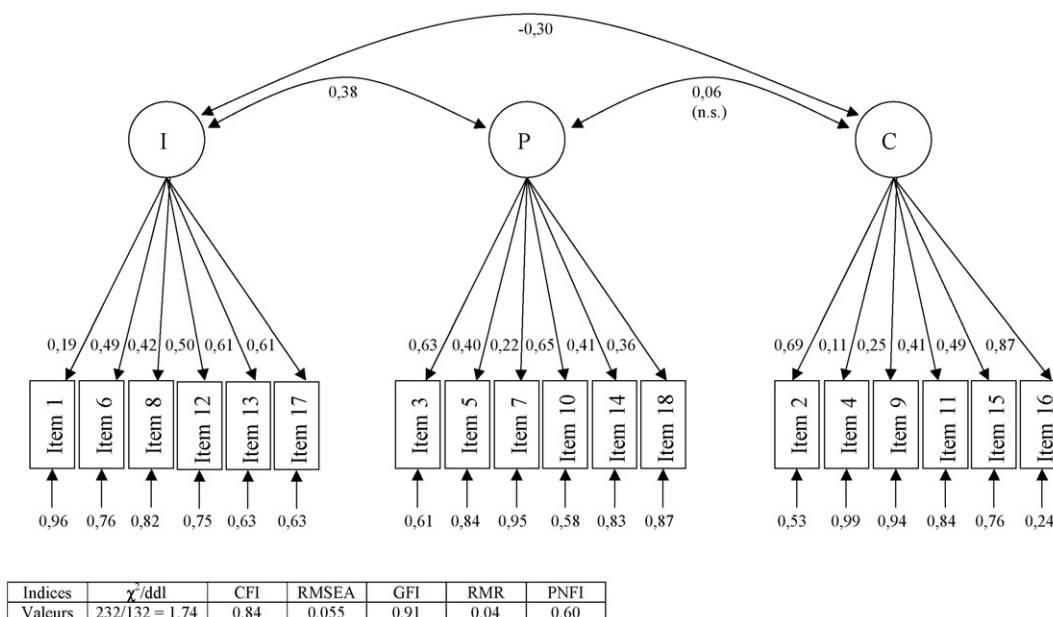 -0,30
0,38
0,06
(n.s.)
I
P
C
0,19 0,49 0,42 0,50 0,61 0,61
0,63 0,40 0,22 0,65 0,41 0,36
0,69 0,11 0,25 0,41 0,49 0,87
Item 1
Item 6
Item 8
Item 12
Item 13
Item 17
Item 3
Item 5
Item 7
Item 10
Item 14
Item 18
Item 2
Item 4
Item 9
Item 11
Item 15
Item 16
0,96 0,76 0,82 0,75 0,63 0,63
0,61 0,84 0,95 0,58 0,83 0,87
0,53 0,99 0,94 0,84 0,76 0,24
Indices χ²/ddl CFI RMSEA GFI RMR PNFI
Valeurs 232/132 = 1.74 0.84 0.055 0.91 0.04 0.60